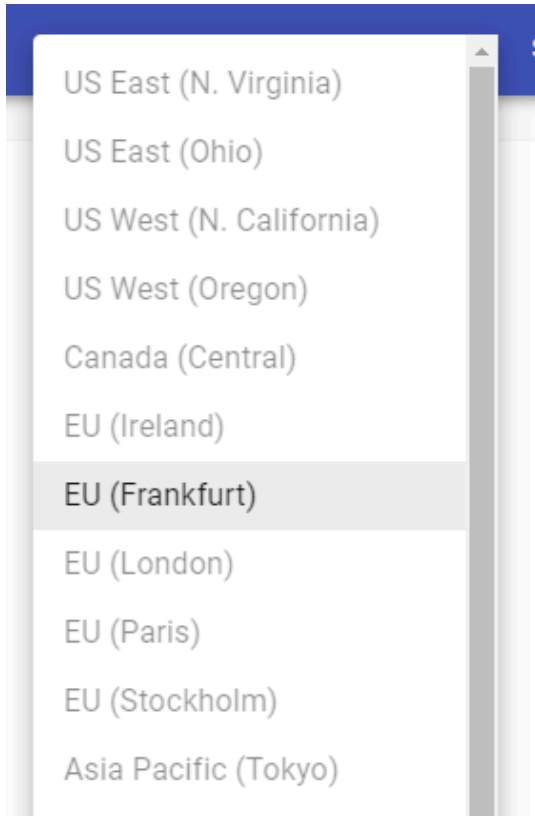 US East (N. Virginia)
US East (Ohio)
US West (N. California)
US West (Oregon)
Canada (Central)
EU (Ireland)
EU (Frankfurt)
EU (London)
EU (Paris)
EU (Stockholm)
Asia Pacific (Tokyo)